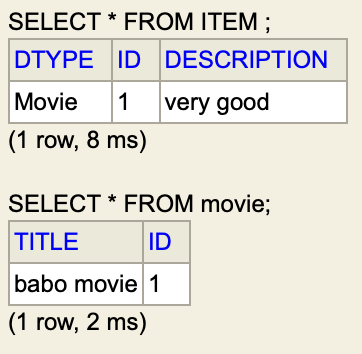 SELECT * FROM ITEM ;
DTYPE ID DESCRIPTION
Movie 1 very good
(1 row, 8 ms)
SELECT * FROM movie;
TITLE ID
babo movie 1
(1 row, 2 ms)